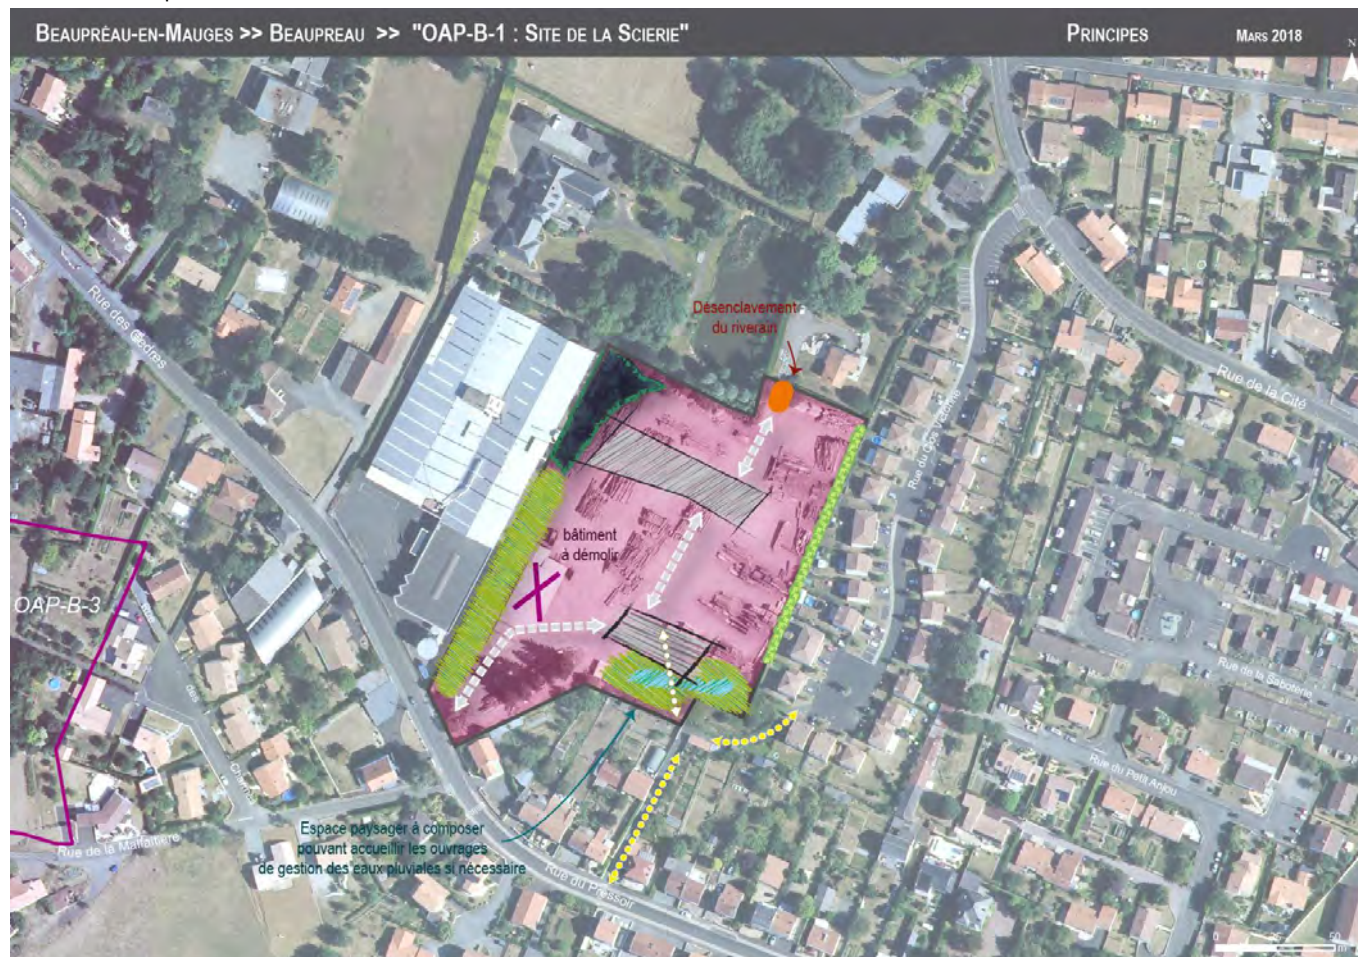 BEAUPRÉAU-EN-MAUGES >> BEAUPREAU >> "OAP-B-1 : SITE DE LA SCIERIE"
PRINCIPES
MARS 2018
N
Désenclavement
du riverain
Rue des Cèdres
Rue de la Cité
bâtiment
à démolir
OAP-B-3
Rue de la Saboterie
Rue du Petit Anjou
Rue de la
Espace paysager à composer
pouvant accueillir les ouvrages
de gestion des eaux pluviales si nécessaire
Rue du Pressoir
0
25
50
m